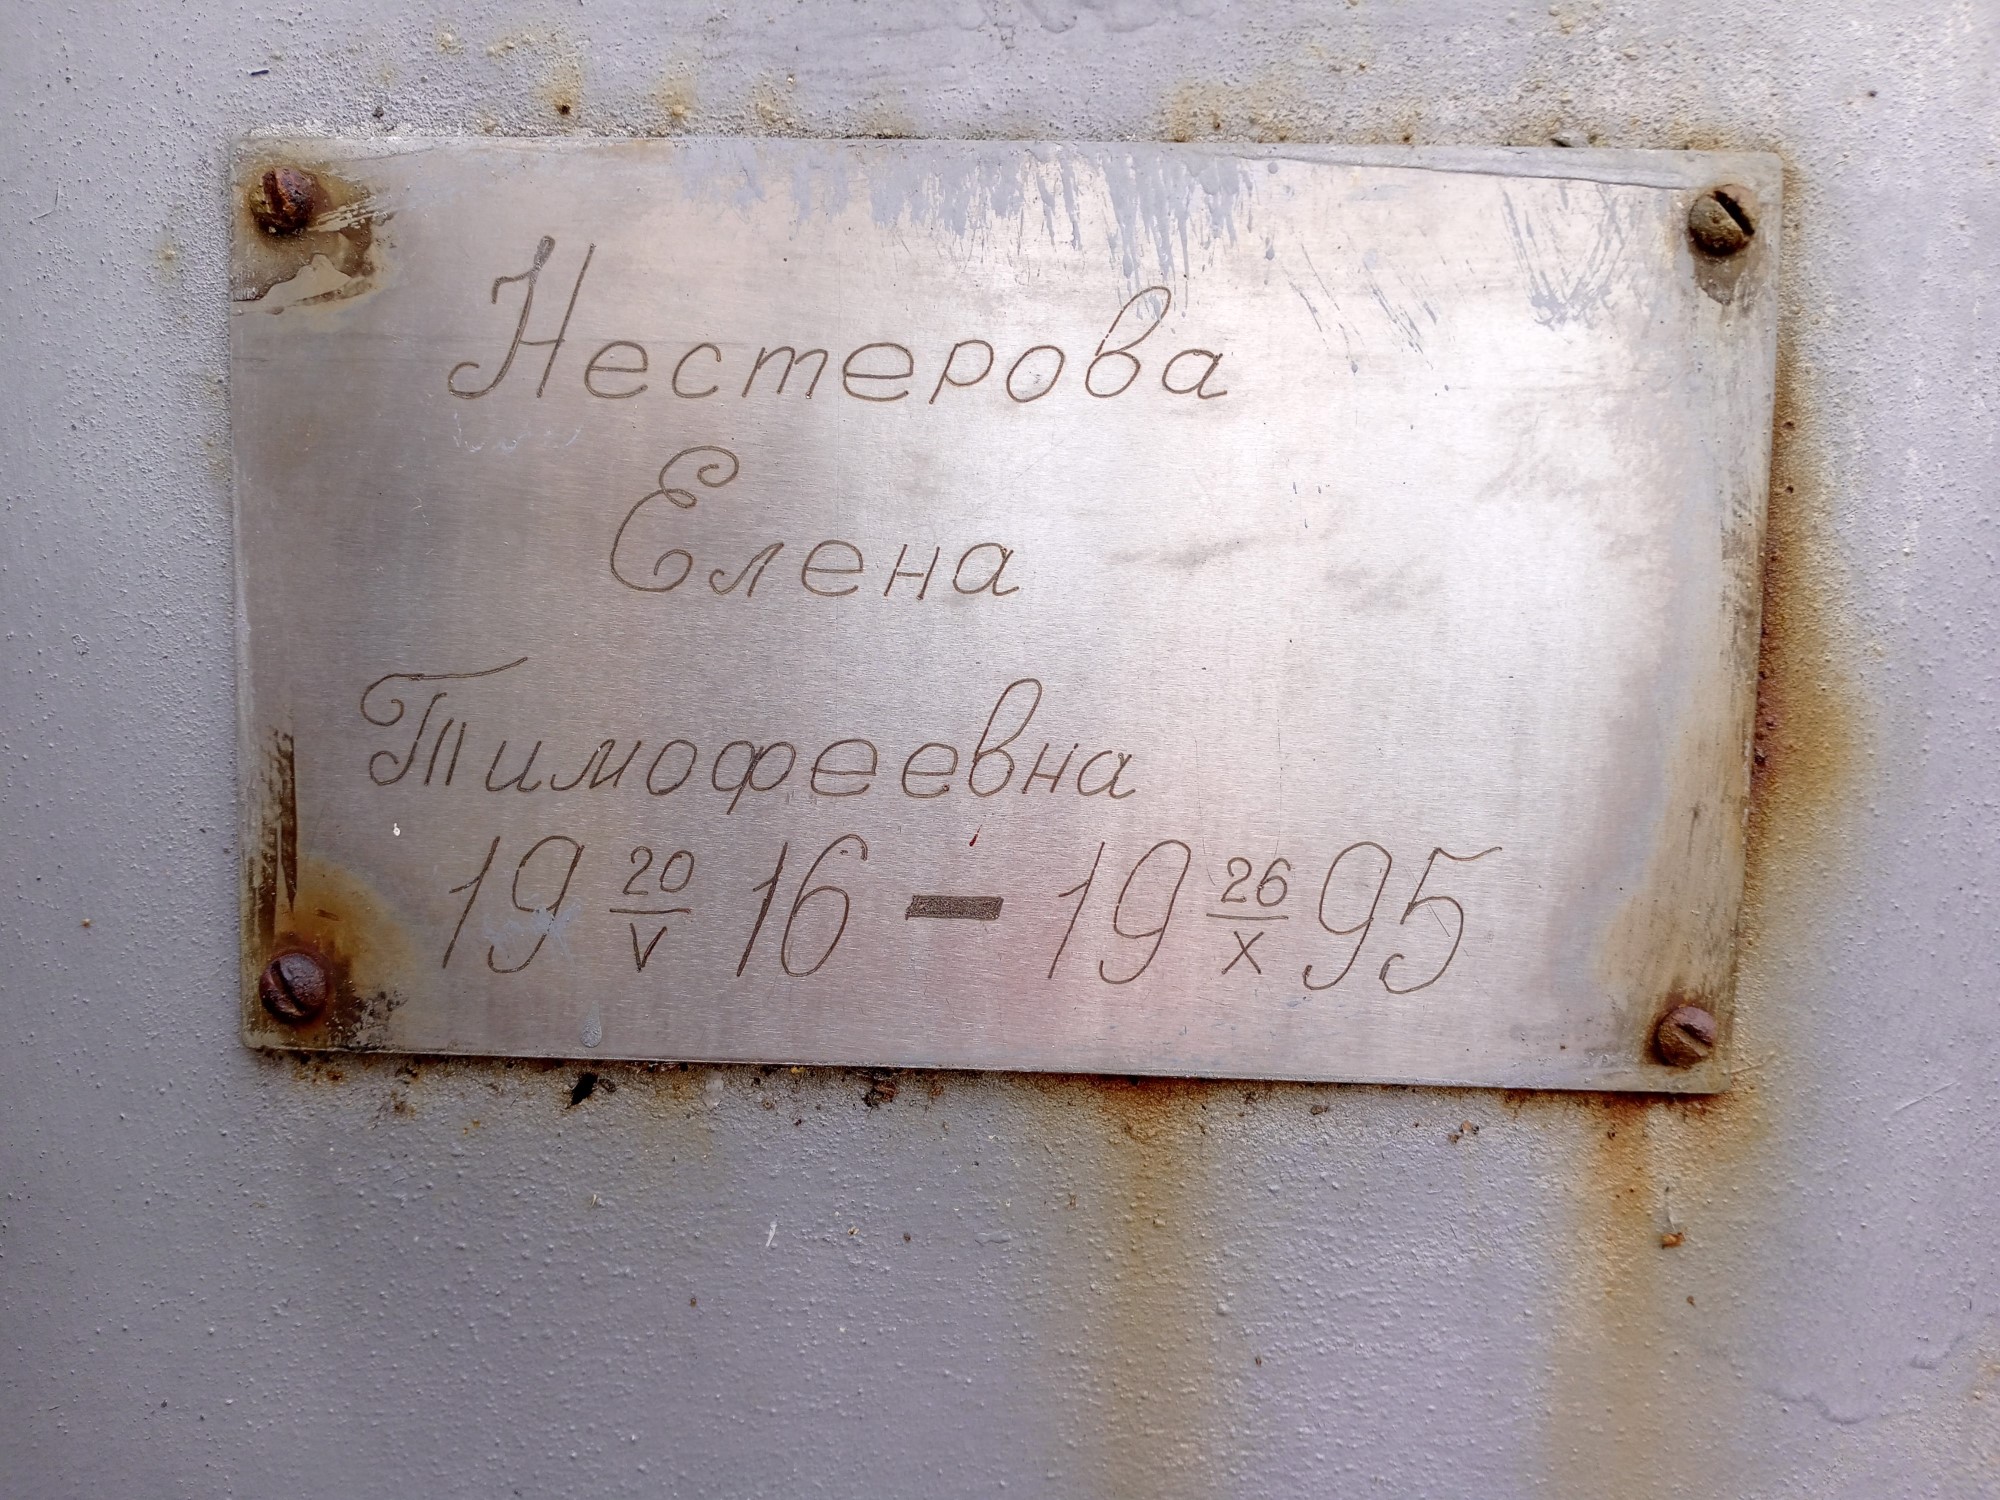 Нестерова
Елена
Тимофеевна
19 20/V 16 - 19 26/X 95